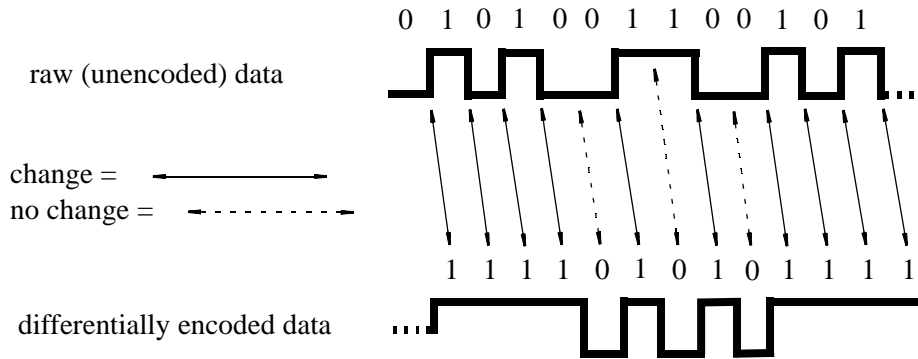 0 1 0 1 0 0 1 1 0 0 1 0 1
raw (unencoded) data
change =
no change =
1 1 1 1 0 1 0 1 0 1 1 1 1
differentially encoded data